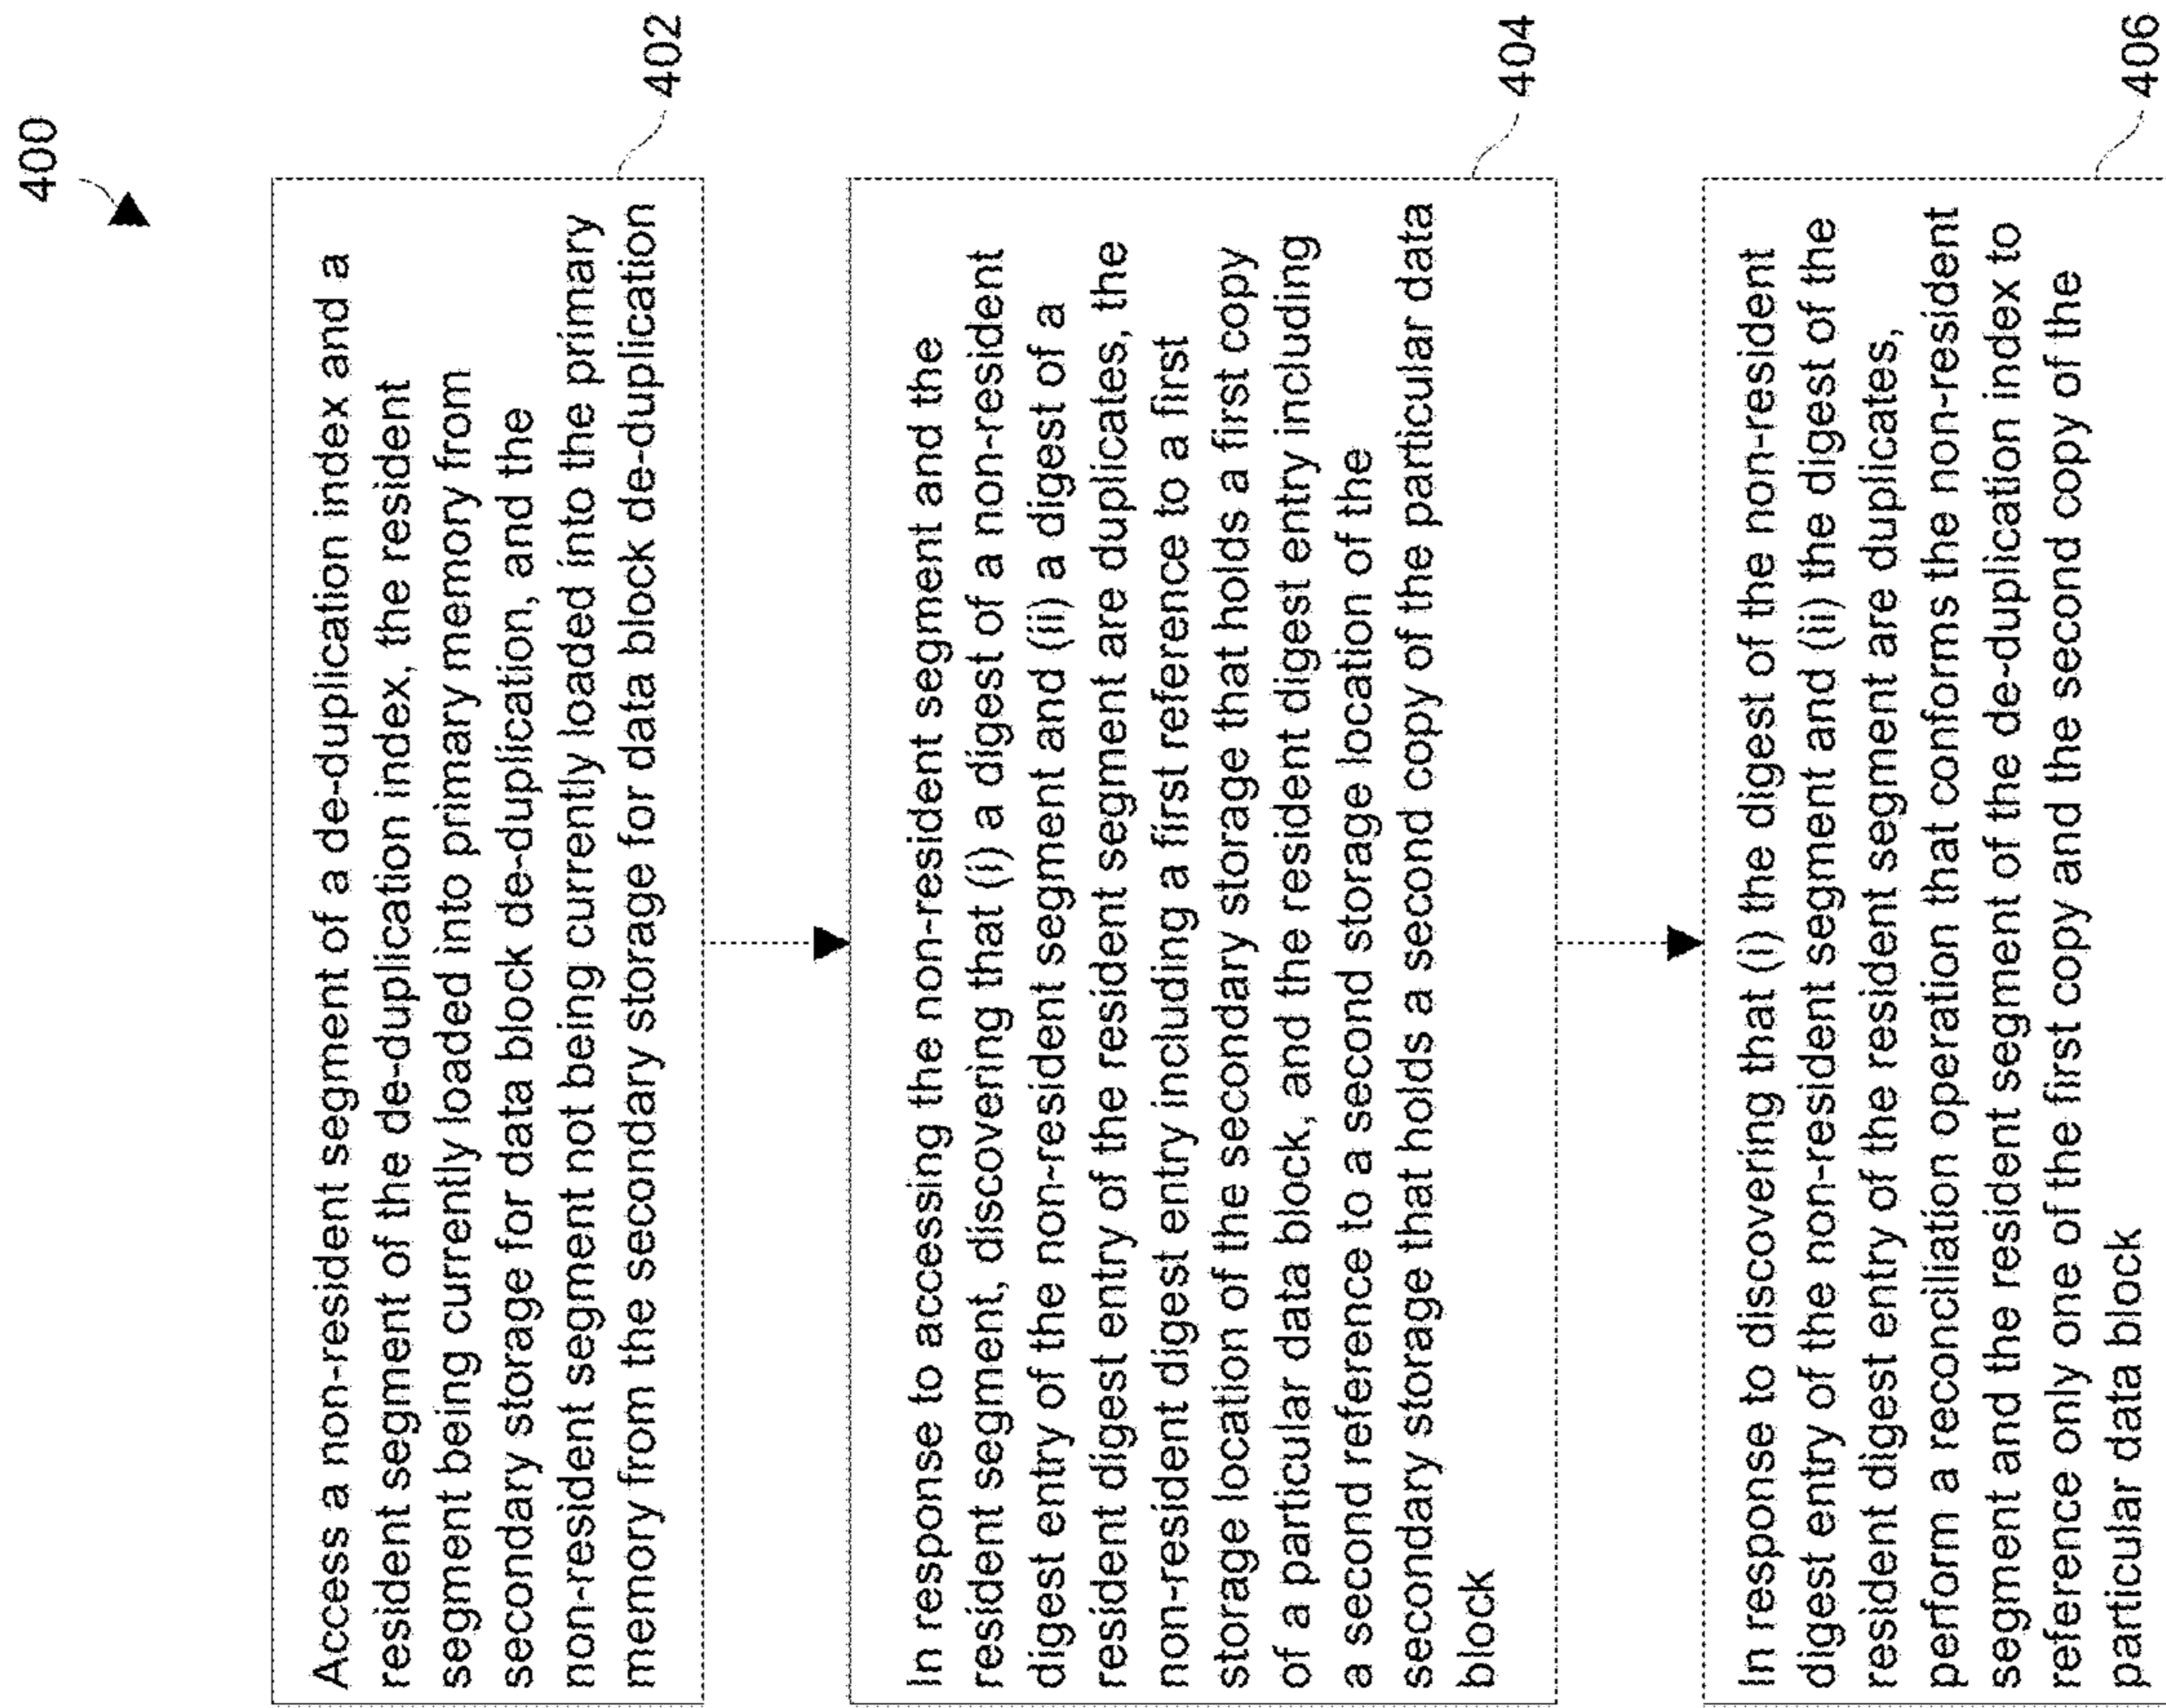 400
Access a non-resident segment of a de-duplication index and a
resident segment of the de-duplication index, the resident
segment being currently loaded into primary memory from
secondary storage for data block de-duplication, and the
non-resident segment not being currently loaded into the primary
memory from the secondary storage for data block de-duplication
402
In response to accessing the non-resident segment and the
resident segment, discovering that (i) a digest of a non-resident
digest entry of the non-resident segment and (ii) a digest of a
resident digest entry of the resident segment are duplicates, the
non-resident digest entry including a first reference to a first
storage location of the secondary storage that holds a first copy
of a particular data block, and the resident digest entry including
a second reference to a second storage location of the
secondary storage that holds a second copy of the particular data
block
404
In response to discovering that (i) the digest of the non-resident
digest entry of the non-resident segment and (ii) the digest of the
resident digest entry of the resident segment are duplicates,
perform a reconciliation operation that conforms the non-resident
segment and the resident segment of the de-duplication index to
reference only one of the first copy and the second copy of the
particular data block
406